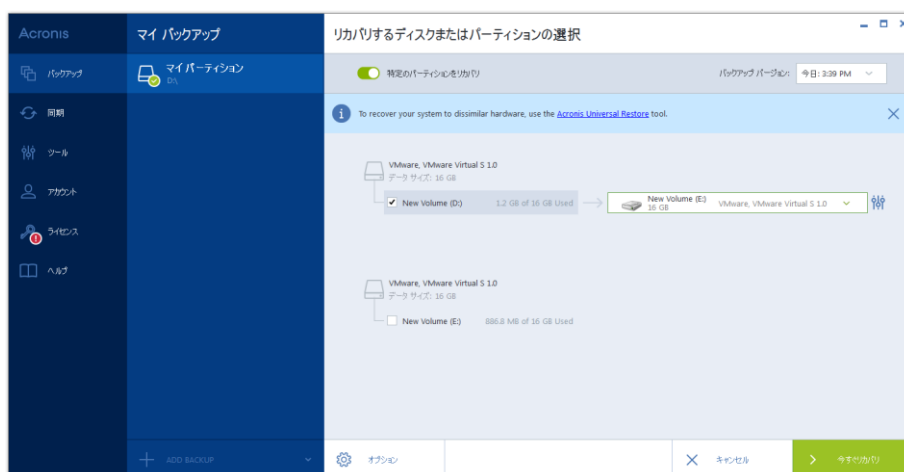 Acronis
マイ バックアップ
リカバリするディスクまたはパーティションの選択
バックアップ
マイ パーティション
D:\
特定のパーティションをリカバリ
バックアップ バージョン:
今日: 3:39 PM
同期
To recover your system to dissimilar hardware, use the Acronis Universal Restore tool.
ツール
アカウント
ライセンス
ヘルプ
VMware, VMware Virtual S 1.0
データ サイズ: 16 GB
New Volume (D:)
1.2 GB of 16 GB Used
New Volume (E:)
16 GB
VMware, VMware Virtual S 1.0
VMware, VMware Virtual S 1.0
データ サイズ: 16 GB
New Volume (E:)
886.8 MB of 16 GB Used
ADD BACKUP
オプション
キャンセル
今すぐリカバリ